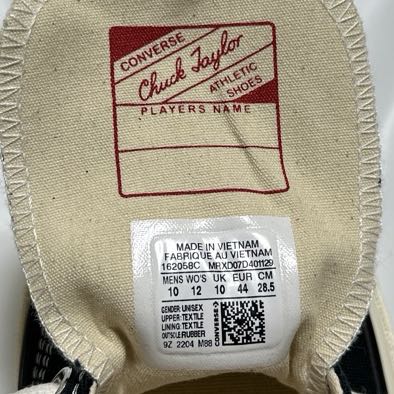 CONVERSE
Chuck Taylor
ATHLETIC
SHOES
PLAYERS NAME
MADE IN VIETNAM
FABRIQUE AU VIETNAM
162058C MRXD07D401129
MENS WO'S UK EUR CM
10 12 10 44 28.5
GENDER:UNISEX
UPPER:TEXTILE
LINING:TEXTILE
OUTSOLE:RUBBER
9Z 2204 M88
CONVERSE